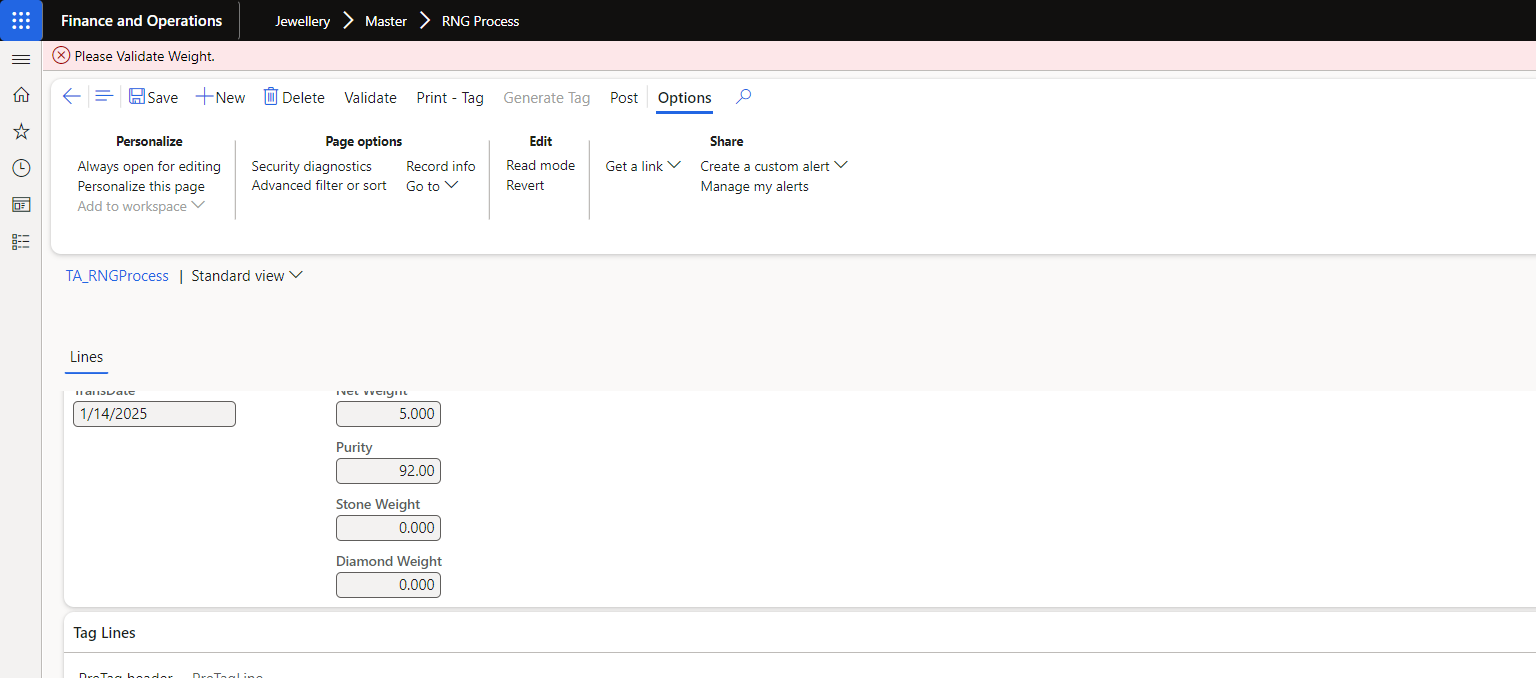 Finance and Operations Jewellery Master RNG Process
Please Validate Weight.
Save New Delete Validate Print - Tag Generate Tag Post Options
Personalize Page options Edit Share
Always open for editing Security diagnostics Record info Read mode Get a link Create a custom alert
Personalize this page Advanced filter or sort Go to Revert Manage my alerts
Add to workspace
TA_RNGProcess | Standard view
Lines
TransDate Net Weight
1/14/2025 5.000
Purity
92.00
Stone Weight
0.000
Diamond Weight
0.000
Tag Lines
ProTag header ProTagLine